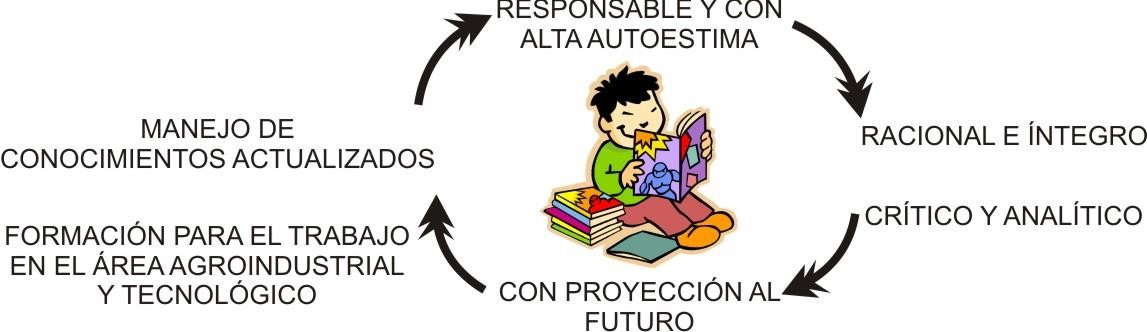 RESPONSABLE Y CON
ALTA AUTOESTIMA
RACIONAL E ÍNTEGRO
CRÍTICO Y ANALÍTICO
CON PROYECCIÓN AL
FUTURO
FORMACIÓN PARA EL TRABAJO
EN EL ÁREA AGROINDUSTRIAL
Y TECNOLÓGICO
MANEJO DE
CONOCIMIENTOS ACTUALIZADOS